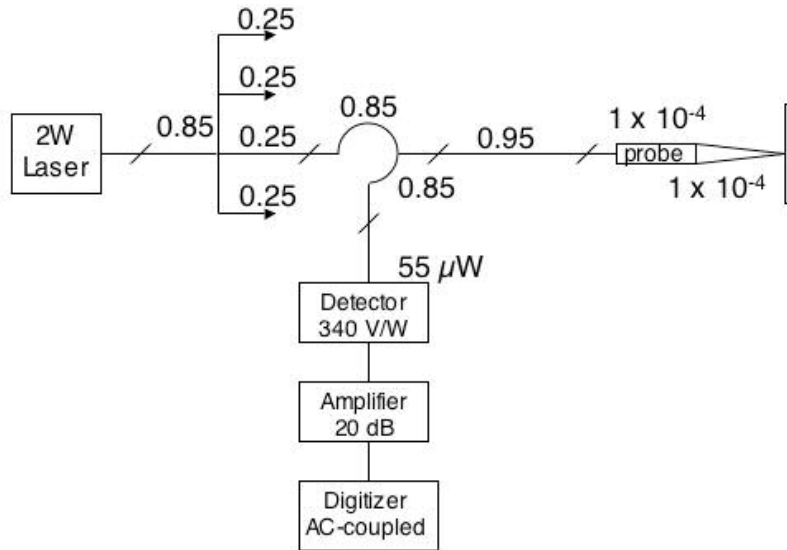 0.25
0.25
0.85
2W
Laser
0.85
0.25
0.95
1 x 10⁻⁴
probe
0.25
0.85
1 x 10⁻⁴
55 µW
Detector
340 V/W
Amplifier
20 dB
Digitizer
AC-coupled